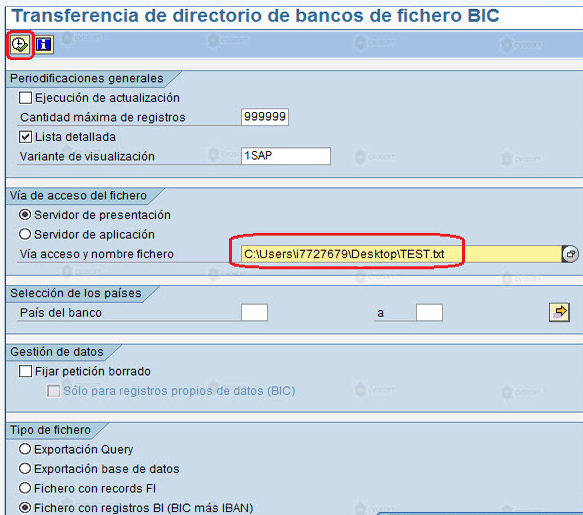 Transferencia de directorio de bancos de fichero BIC
Periodificaciones generales
Ejecución de actualización
Cantidad máxima de registros 999999
Lista detallada
Variante de visualización 1SAP
Vía de acceso del fichero
Servidor de presentación
Servidor de aplicación
Vía acceso y nombre fichero C:\Users\i7727679\Desktop\TEST.txt
Selección de los países
País del banco a
Gestión de datos
Fijar petición borrado
Sólo para registros propios de datos (BIC)
Tipo de fichero
Exportación Query
Exportación base de datos
Fichero con records FI
Fichero con registros BI (BIC más IBAN)